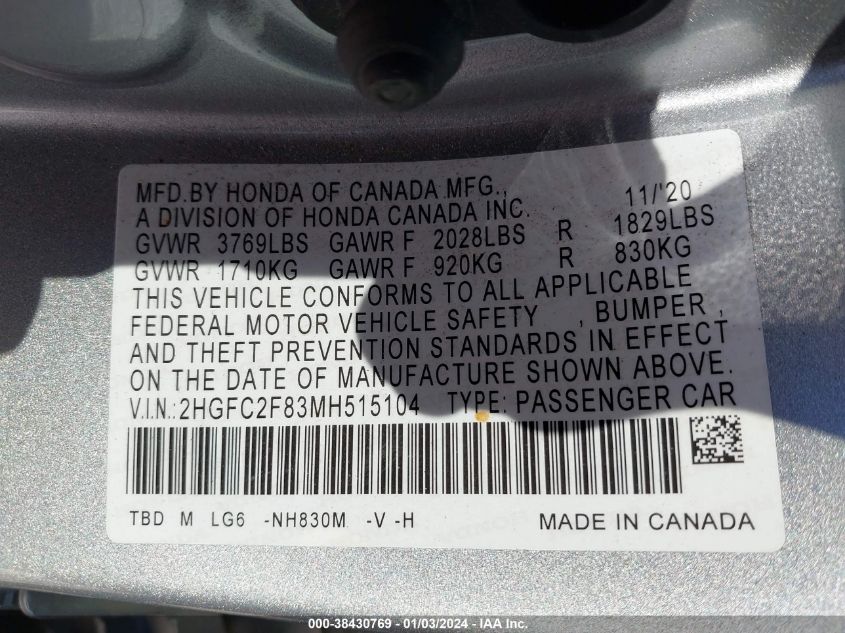 MFD.BY HONDA OF CANADA MFG., 11/'20
A DIVISION OF HONDA CANADA INC.
GVWR 3769LBS GAWR F 2028LBS R 1829LBS
GVWR 1710KG GAWR F 920KG R 830KG
THIS VEHICLE CONFORMS TO ALL APPLICABLE
FEDERAL MOTOR VEHICLE SAFETY , BUMPER ,
AND THEFT PREVENTION STANDARDS IN EFFECT
ON THE DATE OF MANUFACTURE SHOWN ABOVE.
V.I.N.:2HGFC2F83MH515104 TYPE: PASSENGER CAR
TBD M LG6 -NH830M -V -H MADE IN CANADA
000-38430769 - 01/03/2024 - IAA Inc.